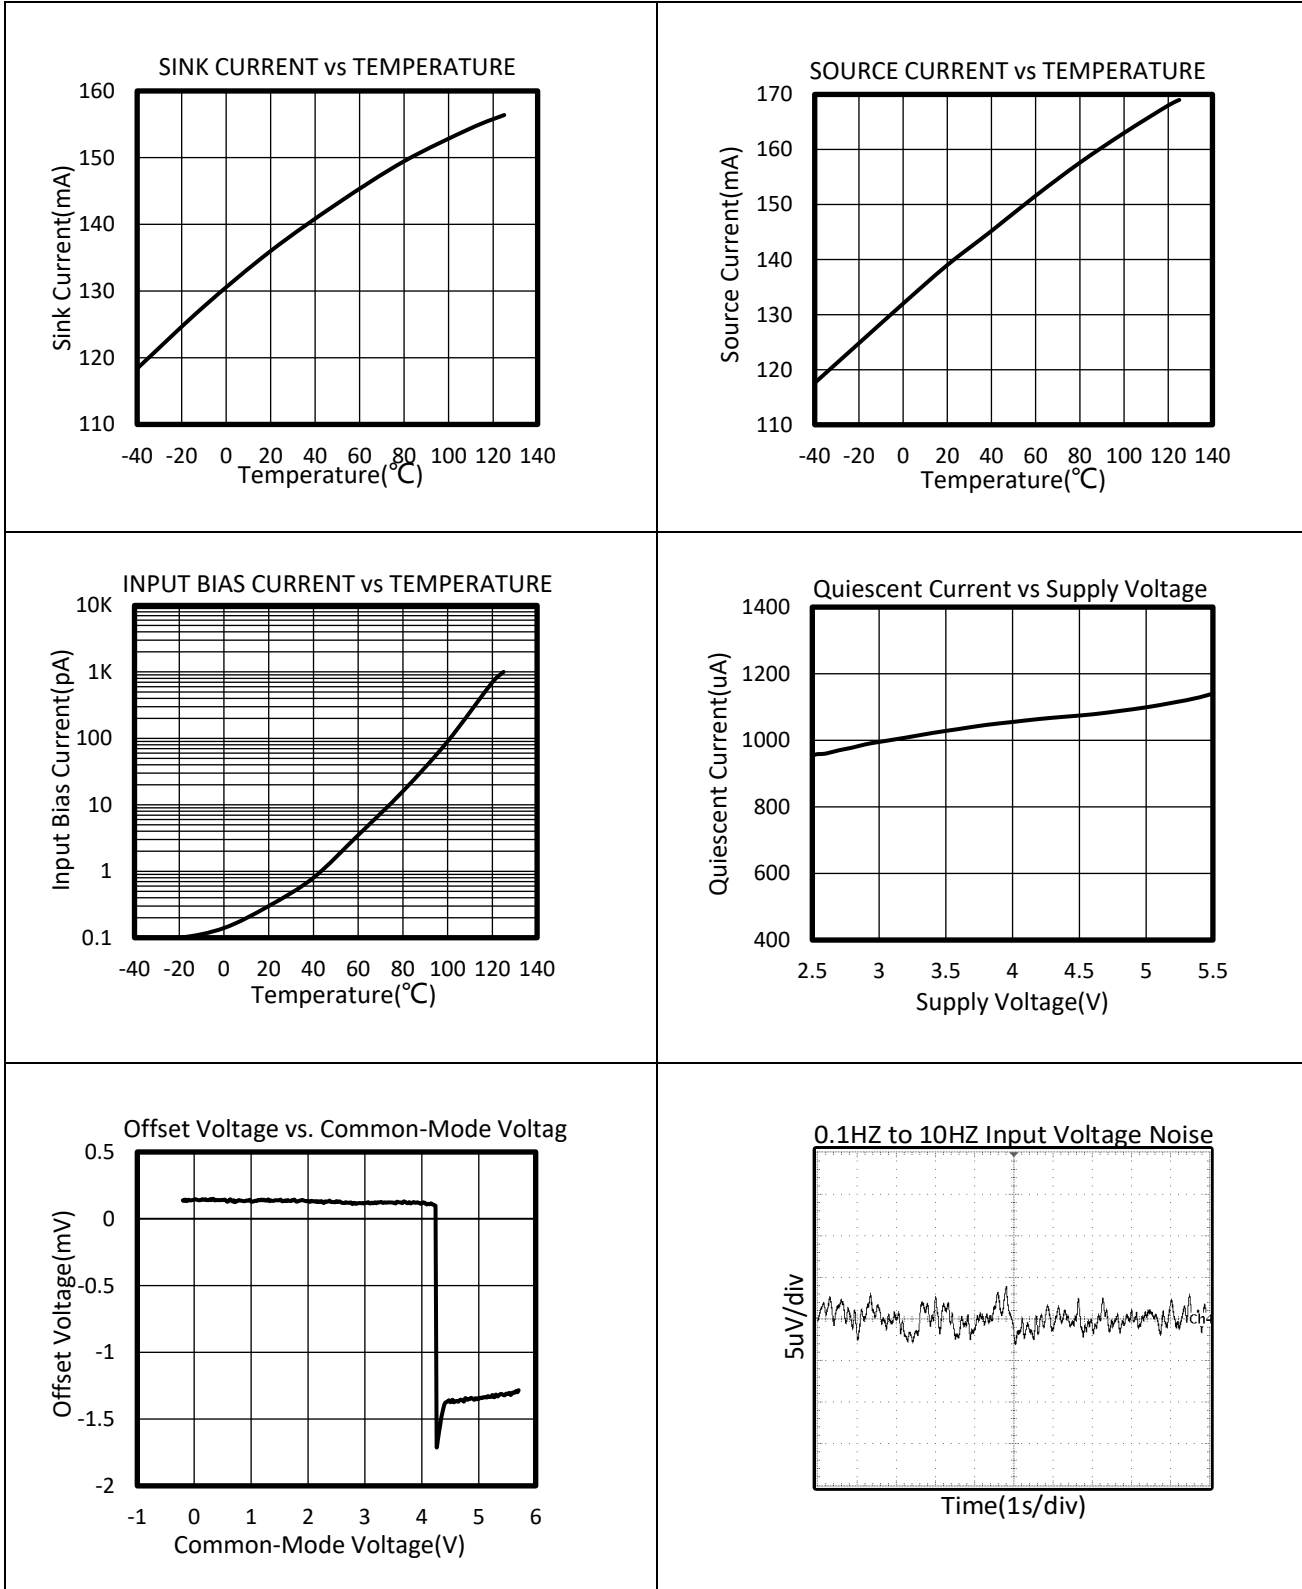 SINK CURRENT vs TEMPERATURE
160
150
140
130
120
110
Sink Current(mA)
-40 -20 0 20 40 60 80 100 120 140
Temperature(℃)
SOURCE CURRENT vs TEMPERATURE
170
160
150
140
130
120
110
Source Current(mA)
-40 -20 0 20 40 60 80 100 120 140
Temperature(℃)
INPUT BIAS CURRENT vs TEMPERATURE
10K
1K
100
10
1
0.1
Input Bias Current(pA)
-40 -20 0 20 40 60 80 100 120 140
Temperature(℃)
Quiescent Current vs Supply Voltage
1400
1200
1000
800
600
400
Quiescent Current(uA)
2.5 3 3.5 4 4.5 5 5.5
Supply Voltage(V)
Offset Voltage vs. Common-Mode Voltag
0.5
0
-0.5
-1
-1.5
-2
Offset Voltage(mV)
-1 0 1 2 3 4 5 6
Common-Mode Voltage(V)
0.1HZ to 10HZ Input Voltage Noise
5uV/div
Time(1s/div)